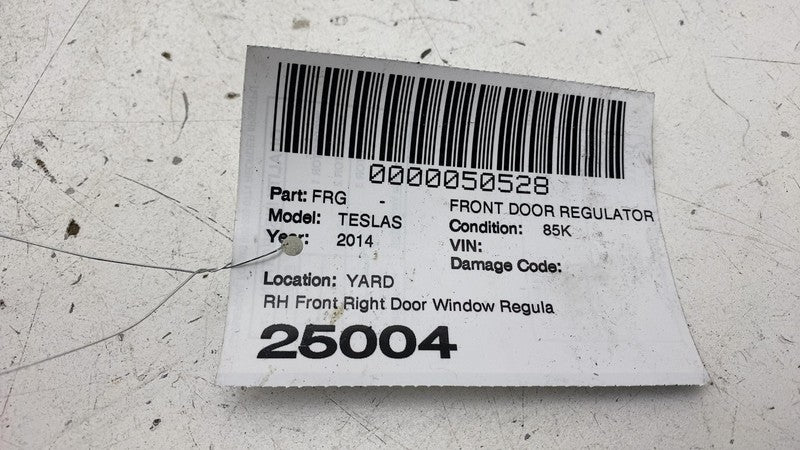 0000050528
Part: FRG - FRONT DOOR REGULATOR
Model: TESLAS Condition: 85K
Year: 2014 VIN:
Damage Code:
Location: YARD
RH Front Right Door Window Regula
25004